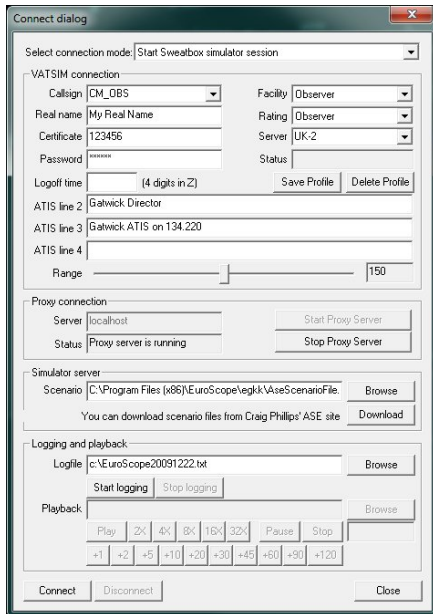 Connect dialog
Select connection mode: Start Sweatbox simulator session
VATSIM connection
Callsign CM_OBS Facility Observer
Real name My Real Name Rating Observer
Certificate 123456 Server UK-2
Password ****** Status
Logoff time (4 digits in Z) Save Profile Delete Profile
ATIS line 2 Gatwick Director
ATIS line 3 Gatwick ATIS on 134.220
ATIS line 4
Range 150
Proxy connection
Server localhost Start Proxy Server
Status Proxy server is running Stop Proxy Server
Simulator server
Scenario C:\Program Files (x86)\EuroScope\egkk\AseScenarioFile. Browse
You can download scenario files from Craig Phillips' ASE site Download
Logging and playback
Logfile c:\EuroScope20091222.txt Browse
Start logging Stop logging
Playback Browse
Play 2X 4X 8X 16X 32X Pause Stop
+1 +2 +5 +10 +20 +30 +45 +60 +90 +120
Connect Disconnect Close